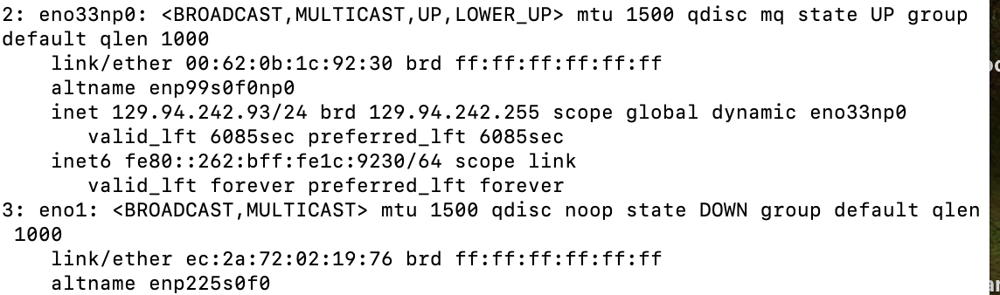 2: eno33np0: <BROADCAST,MULTICAST,UP,LOWER_UP> mtu 1500 qdisc mq state UP group
default qlen 1000
    link/ether 00:62:0b:1c:92:30 brd ff:ff:ff:ff:ff:ff
    altname enp99s0f0np0
    inet 129.94.242.93/24 brd 129.94.242.255 scope global dynamic eno33np0
       valid_lft 6085sec preferred_lft 6085sec
    inet6 fe80::262:bff:fe1c:9230/64 scope link
       valid_lft forever preferred_lft forever
3: eno1: <BROADCAST,MULTICAST> mtu 1500 qdisc noop state DOWN group default qlen
 1000
    link/ether ec:2a:72:02:19:76 brd ff:ff:ff:ff:ff:ff
    altname enp225s0f0